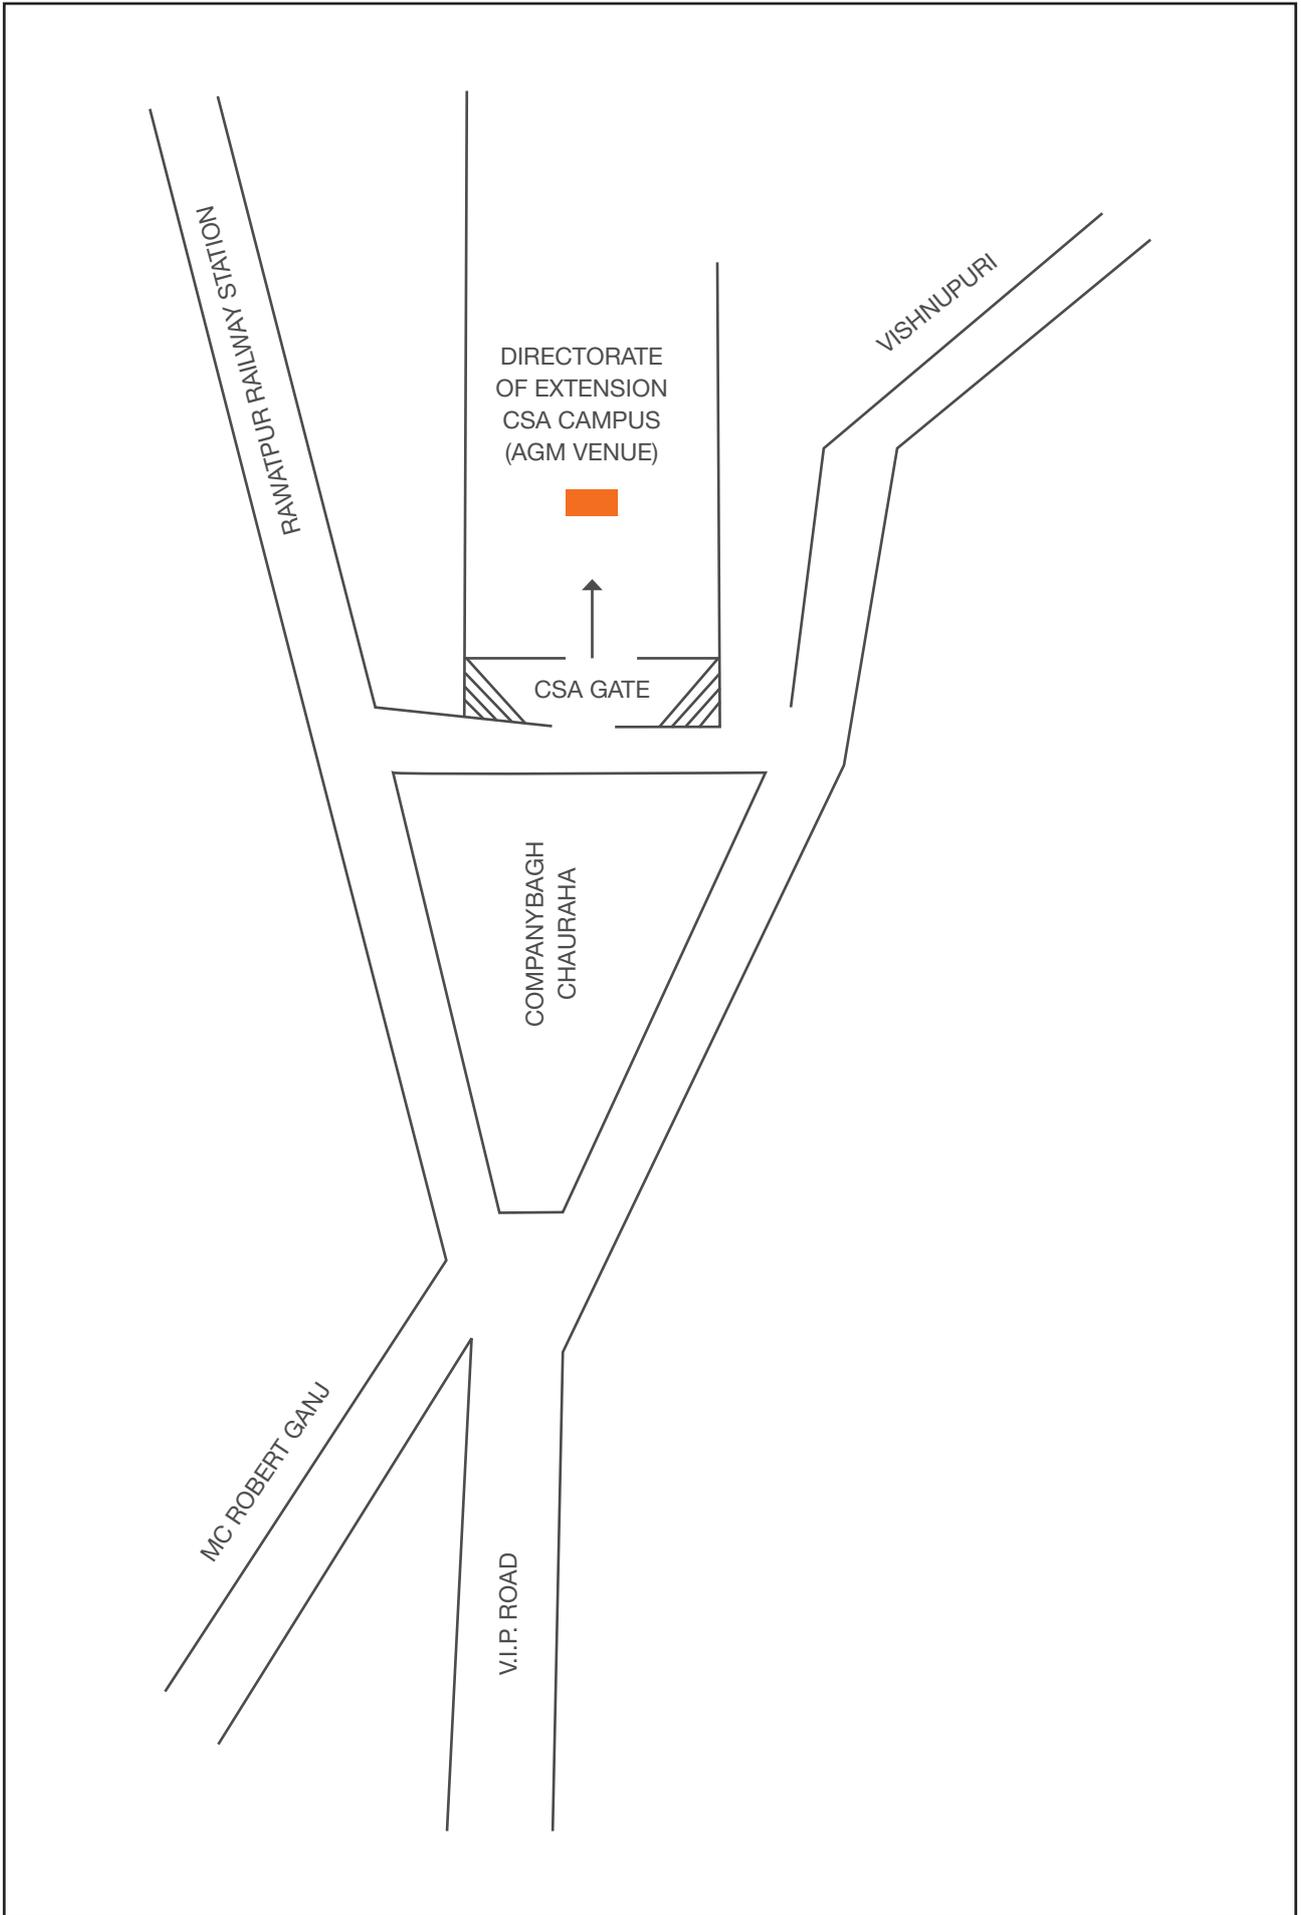 RAWATPUR RAILWAY STATION
VISHNUPURI
DIRECTORATE
OF EXTENSION
CSA CAMPUS
(AGM VENUE)
CSA GATE
COMPANYBAGH
CHAURAHA
MC ROBERT GANJ
V.I.P. ROAD